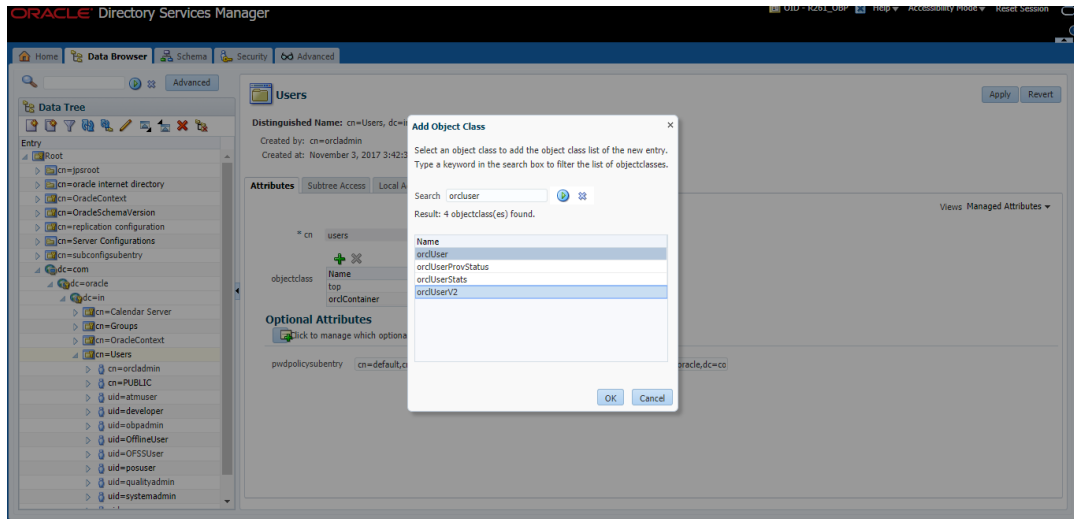 ORACLE Directory Services Manager
OID - R261_OBP Help Accessibility Mode Reset Session
Home Data Browser Schema Security Advanced
Advanced
Data Tree
Entry
Root
cn=jpsroot
cn=oracle internet directory
cn=OracleContext
cn=OracleSchemaVersion
cn=replication configuration
cn=Server Configurations
cn=subconfigsubentry
dc=com
dc=oracle
dc=in
cn=Calendar Server
cn=Groups
cn=OracleContext
cn=Users
cn=orcladmin
cn=PUBLIC
uid=atmuser
uid=developer
uid=obpadmin
uid=OfflineUser
uid=OFSSUser
uid=posuser
uid=qualityadmin
uid=systemadmin
Users
Apply Revert
Distinguished Name: cn=Users, dc=i
Created by: cn=orcladmin
Created at: November 3, 2017 3:42:3
Attributes Subtree Access Local A
Views Managed Attributes
* cn users
objectclass
Name
top
orclContainer
Optional Attributes
Click to manage which optiona
pwdpolicysubentry cn=default,c
oracle,dc=co
Add Object Class
Select an object class to add the object class list of the new entry.
Type a keyword in the search box to filter the list of objectclasses.
Search orcluser
Result: 4 objectclass(es) found.
Name
orclUser
orclUserProvStatus
orclUserStats
orclUserV2
OK Cancel